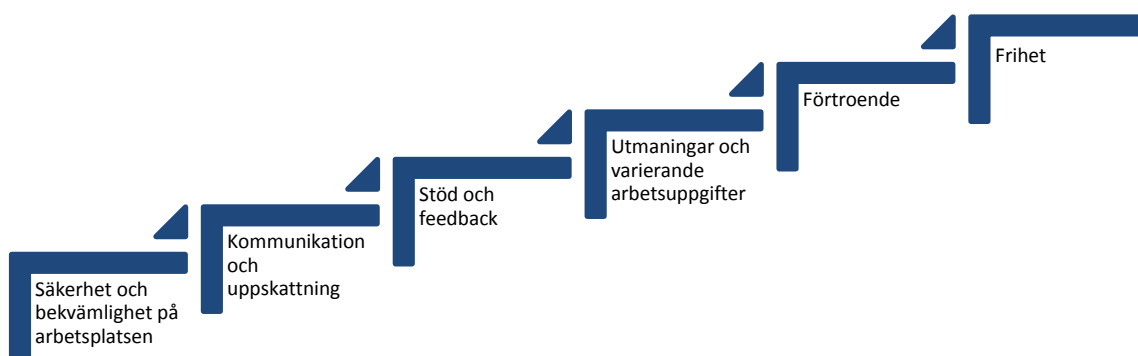 Säkerhet och
bekvämlighet på
arbetsplatsen
Kommunikation
och
uppskattning
Stöd och
feedback
Utmaningar och
varierande
arbetsuppgifter
Förtroende
Frihet